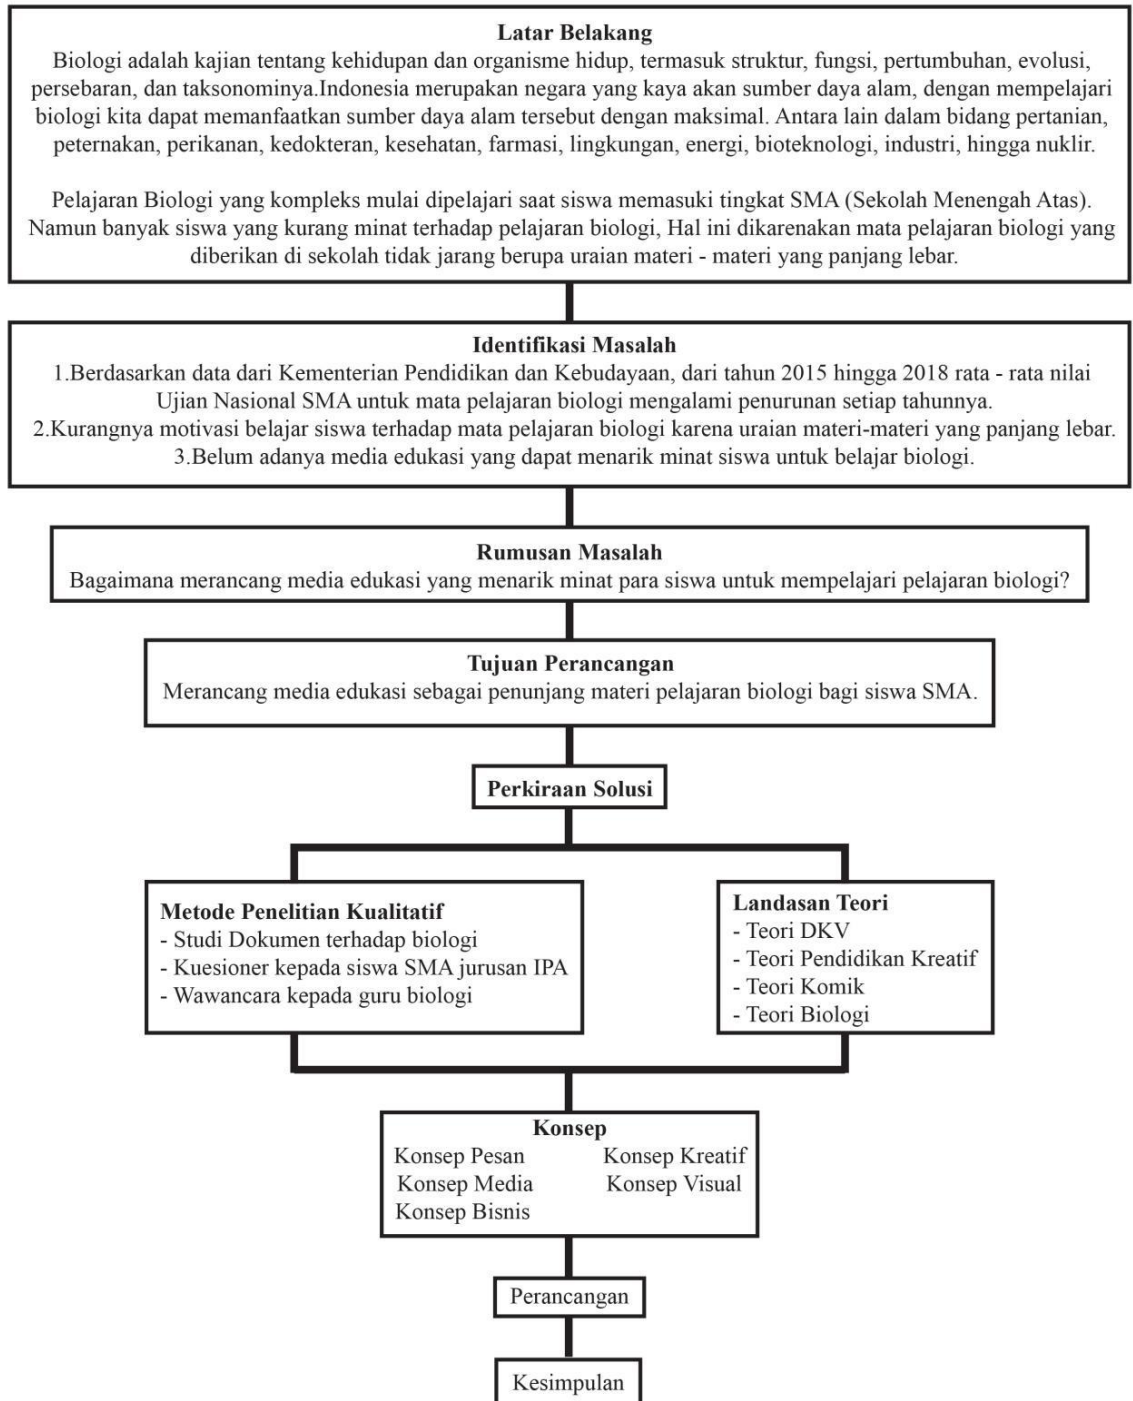 Latar Belakang
Biologi adalah kajian tentang kehidupan dan organisme hidup, termasuk struktur, fungsi, pertumbuhan, evolusi,
persebaran, dan taksonominya.Indonesia merupakan negara yang kaya akan sumber daya alam, dengan mempelajari
biologi kita dapat memanfaatkan sumber daya alam tersebut dengan maksimal. Antara lain dalam bidang pertanian,
peternakan, perikanan, kedokteran, kesehatan, farmasi, lingkungan, energi, bioteknologi, industri, hingga nuklir.
Pelajaran Biologi yang kompleks mulai dipelajari saat siswa memasuki tingkat SMA (Sekolah Menengah Atas).
Namun banyak siswa yang kurang minat terhadap pelajaran biologi, Hal ini dikarenakan mata pelajaran biologi yang
diberikan di sekolah tidak jarang berupa uraian materi - materi yang panjang lebar.
Identifikasi Masalah
1.Berdasarkan data dari Kementerian Pendidikan dan Kebudayaan, dari tahun 2015 hingga 2018 rata - rata nilai
Ujian Nasional SMA untuk mata pelajaran biologi mengalami penurunan setiap tahunnya.
2.Kurangnya motivasi belajar siswa terhadap mata pelajaran biologi karena uraian materi-materi yang panjang lebar.
3.Belum adanya media edukasi yang dapat menarik minat siswa untuk belajar biologi.
Rumusan Masalah
Bagaimana merancang media edukasi yang menarik minat para siswa untuk mempelajari pelajaran biologi?
Tujuan Perancangan
Merancang media edukasi sebagai penunjang materi pelajaran biologi bagi siswa SMA.
Perkiraan Solusi
Metode Penelitian Kualitatif
- Studi Dokumen terhadap biologi
- Kuesioner kepada siswa SMA jurusan IPA
- Wawancara kepada guru biologi
Landasan Teori
- Teori DKV
- Teori Pendidikan Kreatif
- Teori Komik
- Teori Biologi
Konsep
Konsep Pesan Konsep Kreatif
Konsep Media Konsep Visual
Konsep Bisnis
Perancangan
Kesimpulan